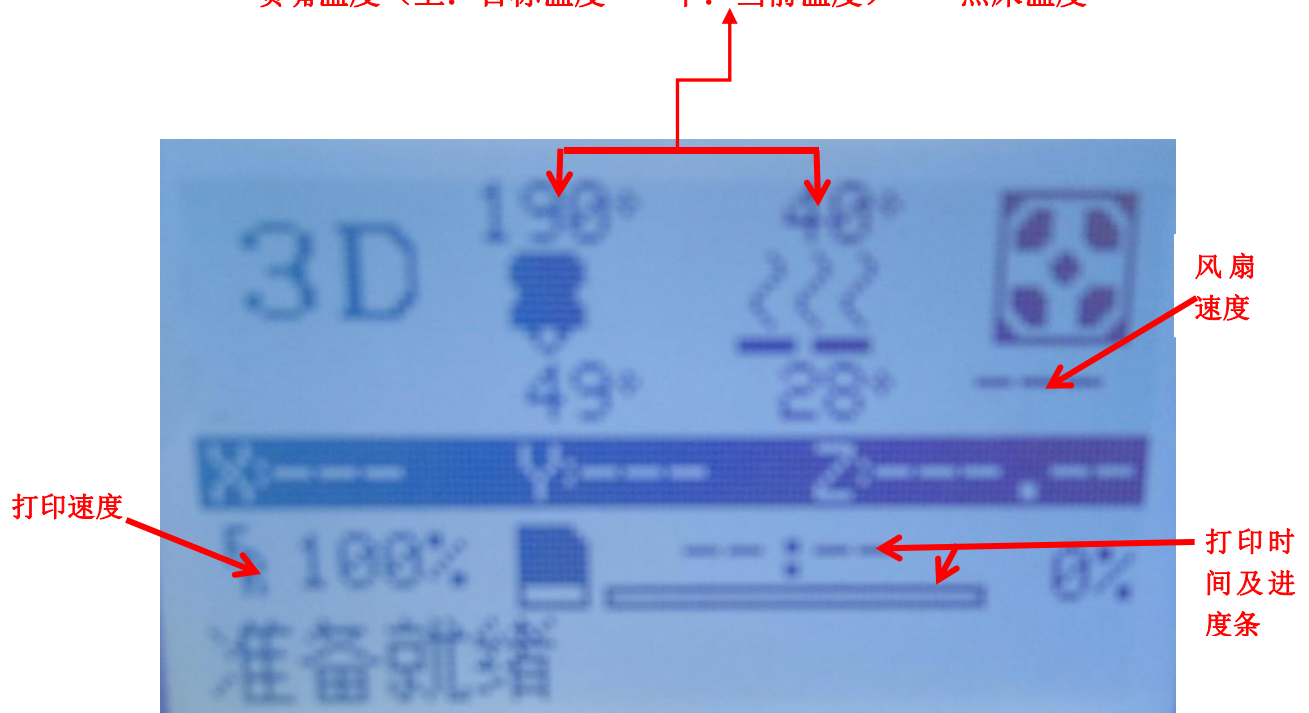 190° 40°
3D
风扇
速度
49° 28° -----
X:--- Y:--- Z:---.--
打印速度
FR 100% --:-- 0%
打印时
间及进
度条
准备就绪